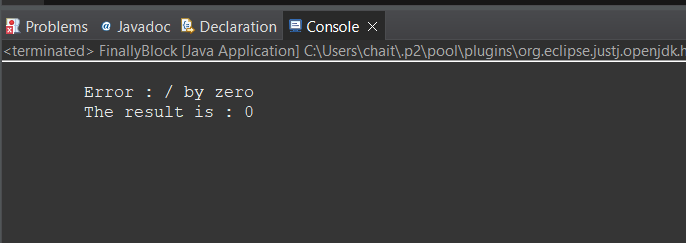 Problems @ Javadoc Declaration Console
<terminated> FinallyBlock [Java Application] C:\Users\chait\.p2\pool\plugins\org.eclipse.justj.openjdk.h
Error : / by zero
The result is : 0